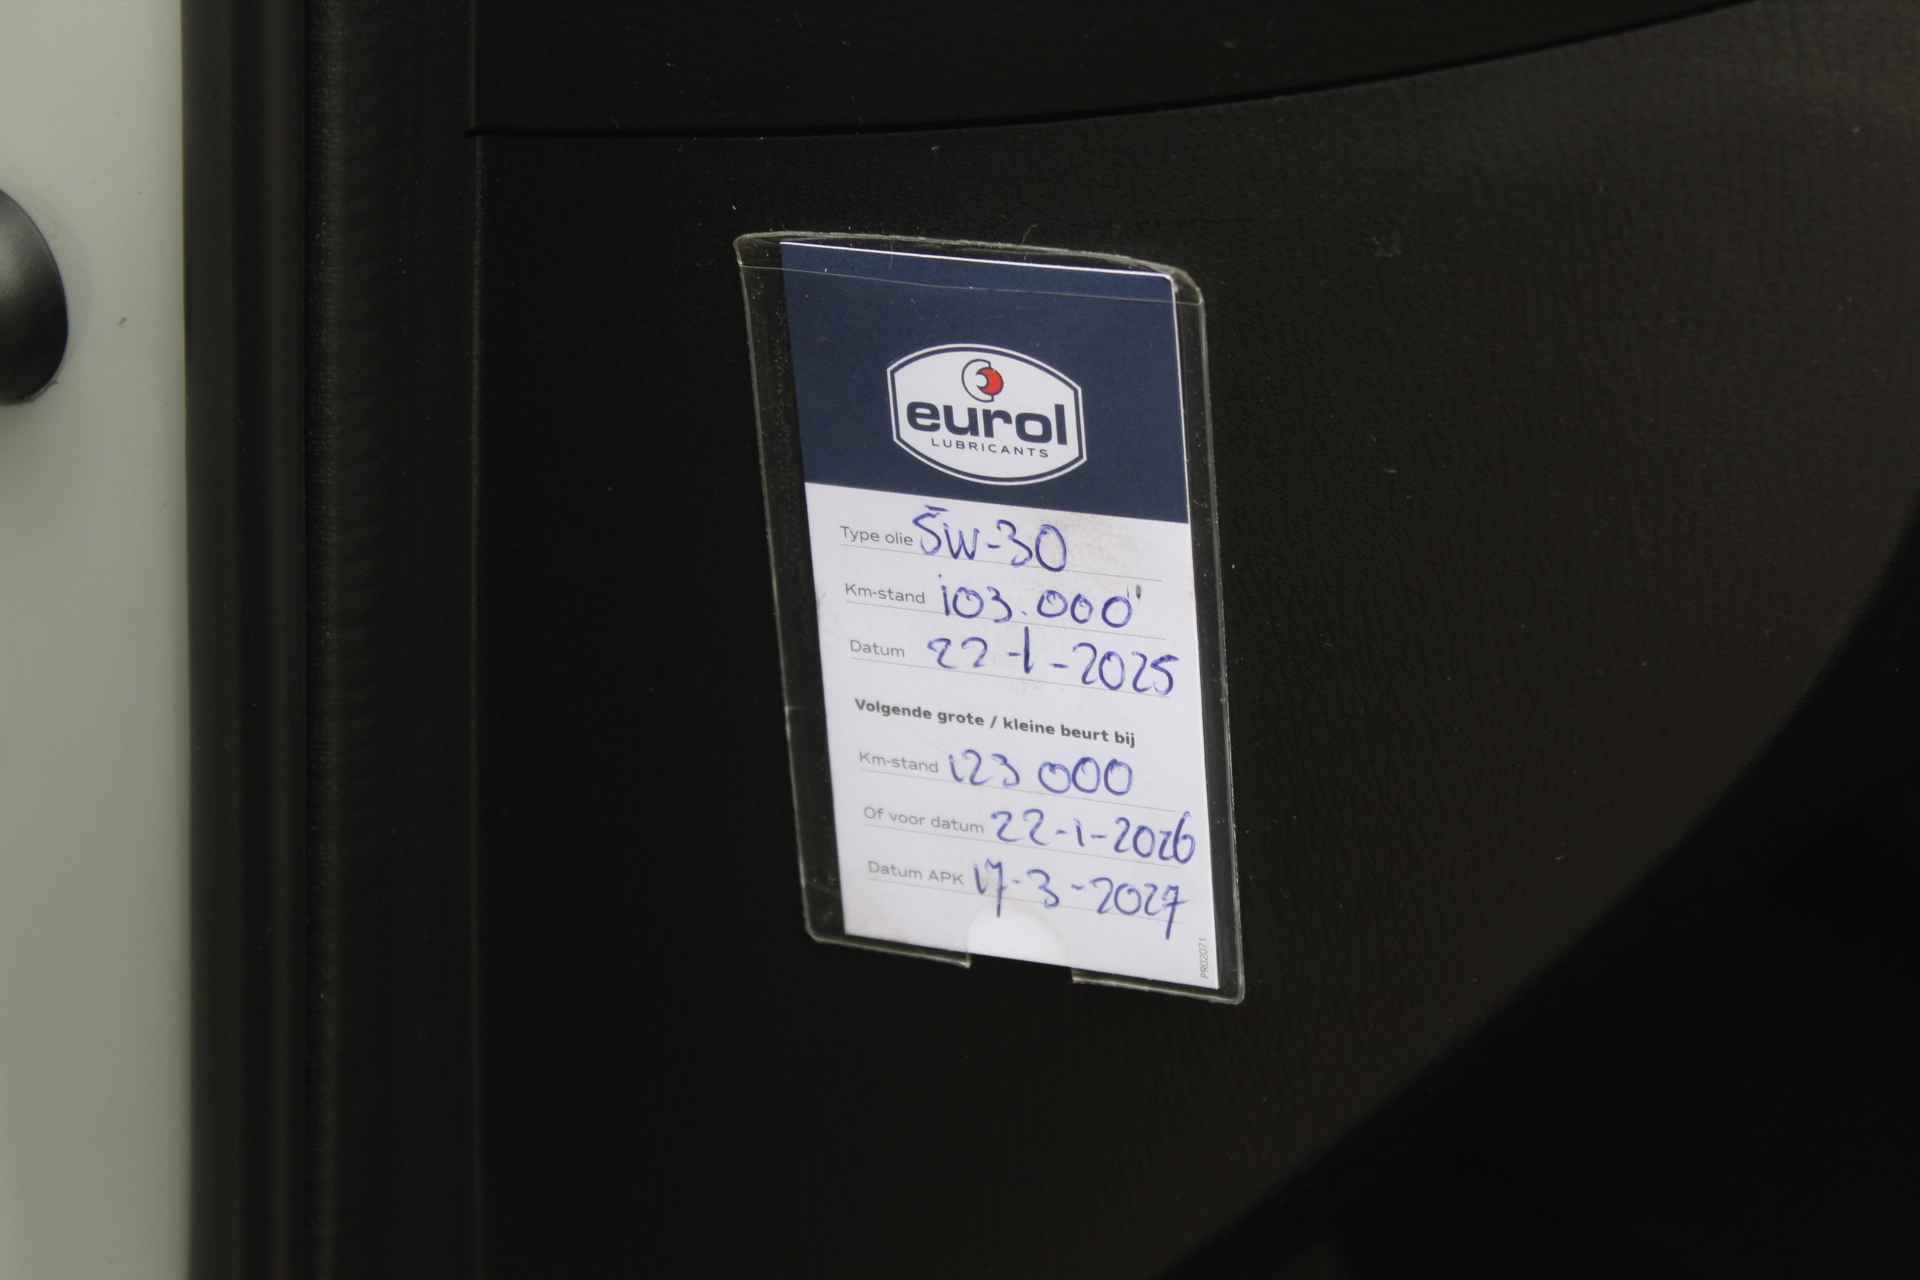 eurol
LUBRICANTS
Type olie 5W-30
Km-stand 103.000
Datum 22-1-2025
Volgende grote / kleine beurt bij
Km-stand 123 000
Of voor datum 22-1-2026
Datum APK 17-3-2027
PR02071